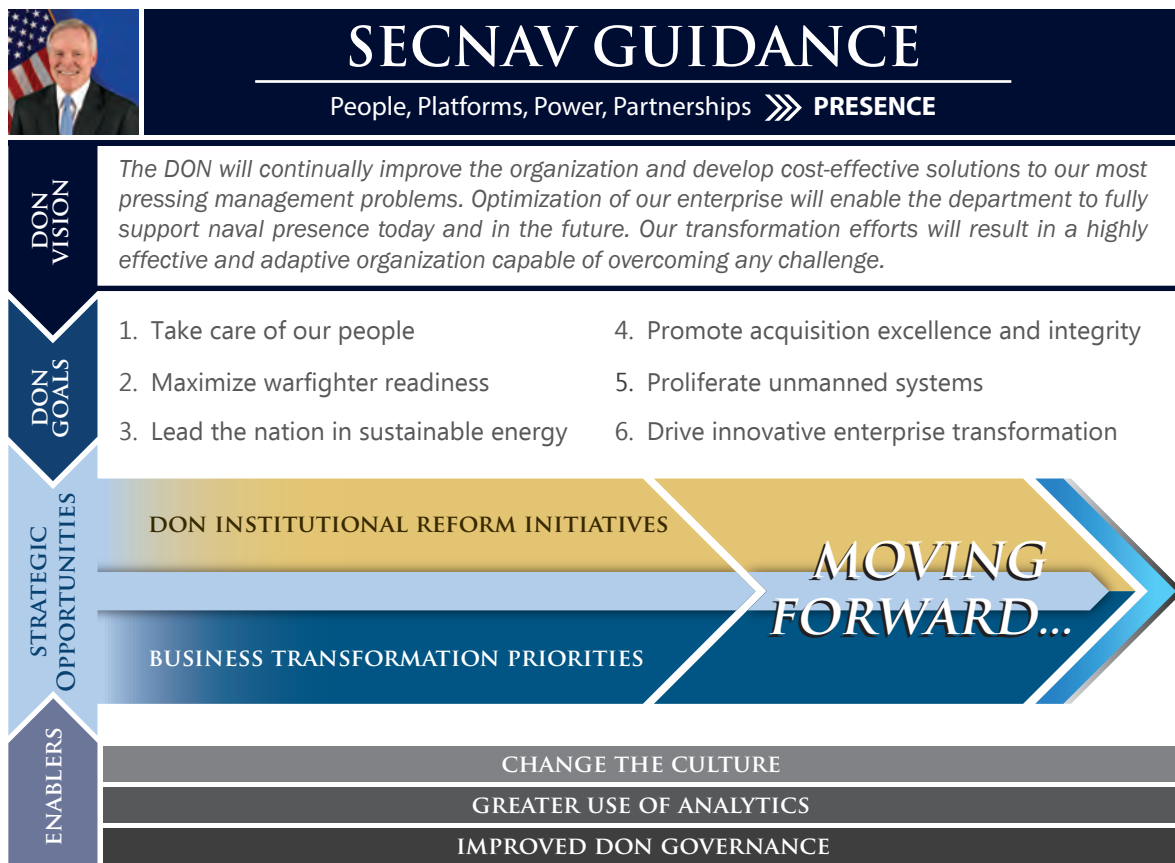 SECNAV GUIDANCE
People, Platforms, Power, Partnerships >>> PRESENCE
DON
VISION
The DON will continually improve the organization and develop cost-effective solutions to our most
pressing management problems. Optimization of our enterprise will enable the department to fully
support naval presence today and in the future. Our transformation efforts will result in a highly
effective and adaptive organization capable of overcoming any challenge.
DON
GOALS
1. Take care of our people
2. Maximize warfighter readiness
3. Lead the nation in sustainable energy
4. Promote acquisition excellence and integrity
5. Proliferate unmanned systems
6. Drive innovative enterprise transformation
STRATEGIC
OPPORTUNITIES
DON INSTITUTIONAL REFORM INITIATIVES
BUSINESS TRANSFORMATION PRIORITIES
MOVING
FORWARD...
ENABLERS
CHANGE THE CULTURE
GREATER USE OF ANALYTICS
IMPROVED DON GOVERNANCE